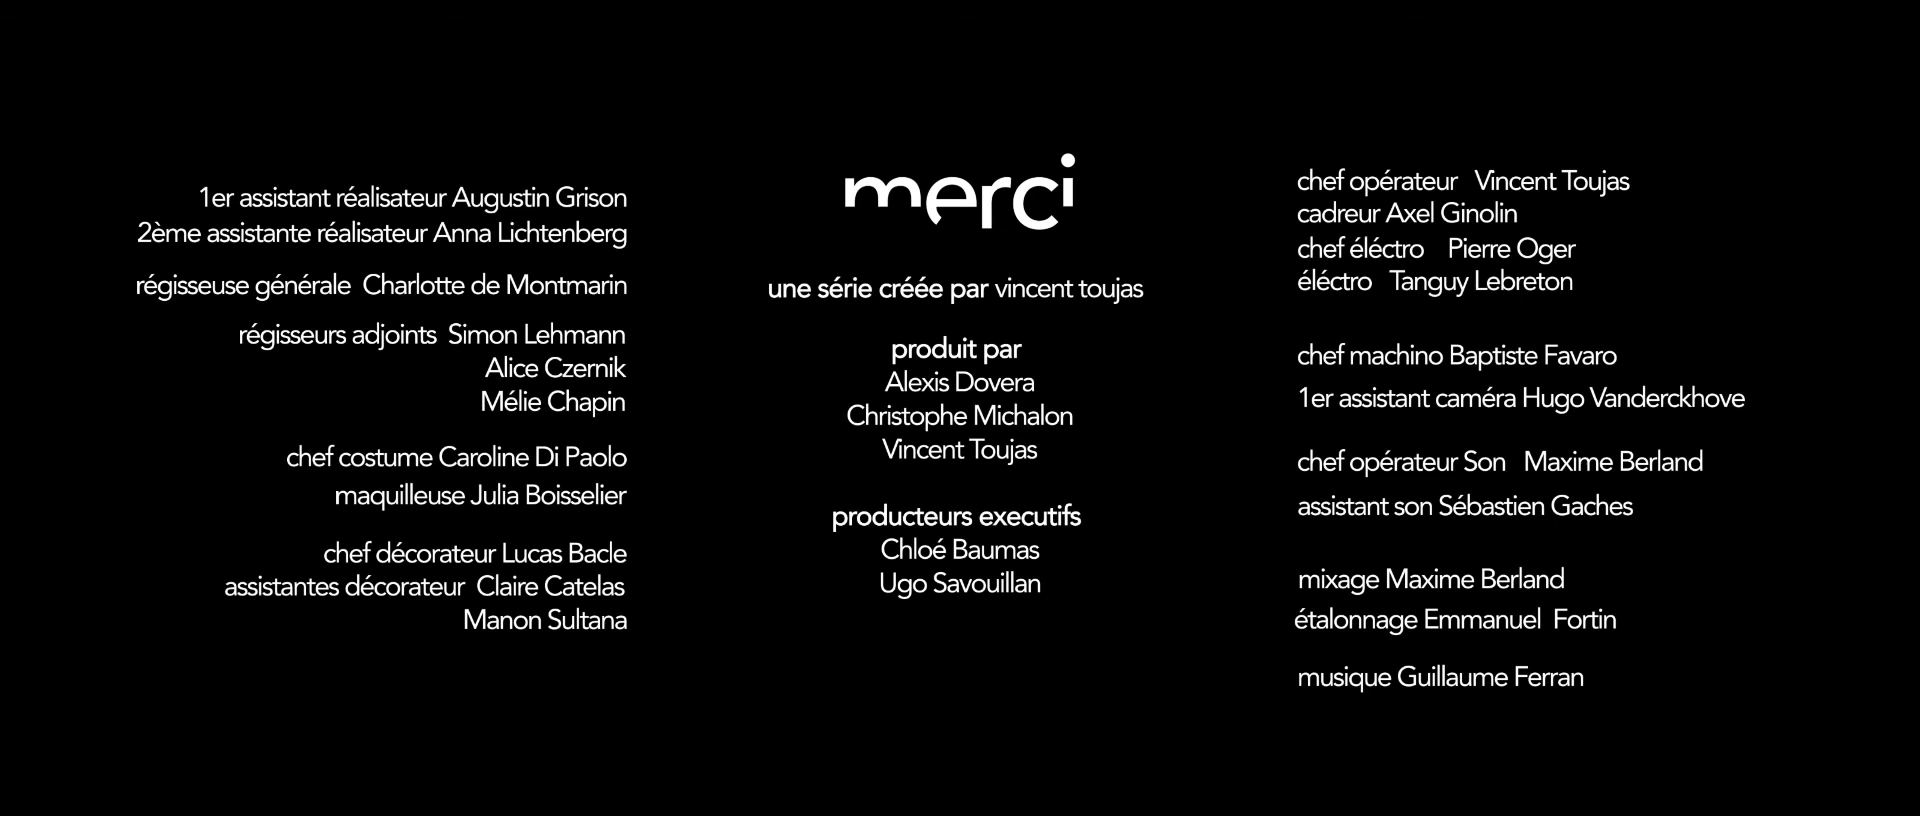 1er assistant réalisateur Augustin Grison
2ème assistante réalisateur Anna Lichtenberg
régisseuse générale Charlotte de Montmarin
régisseurs adjoints Simon Lehmann
Alice Czernik
Mélie Chapin
chef costume Caroline Di Paolo
maquilleuse Julia Boisselier
chef décorateur Lucas Bacle
assistantes décorateur Claire Catelas
Manon Sultana
merci
une série créée par vincent toujas
produit par
Alexis Dovera
Christophe Michalon
Vincent Toujas
producteurs executifs
Chloé Baumas
Ugo Savouillan
chef opérateur Vincent Toujas
cadreur Axel Ginolin
chef éléctro Pierre Oger
éléctro Tanguy Lebreton
chef machino Baptiste Favaro
1er assistant caméra Hugo Vanderckhove
chef opérateur Son Maxime Berland
assistant son Sébastien Gaches
mixage Maxime Berland
étalonnage Emmanuel Fortin
musique Guillaume Ferran